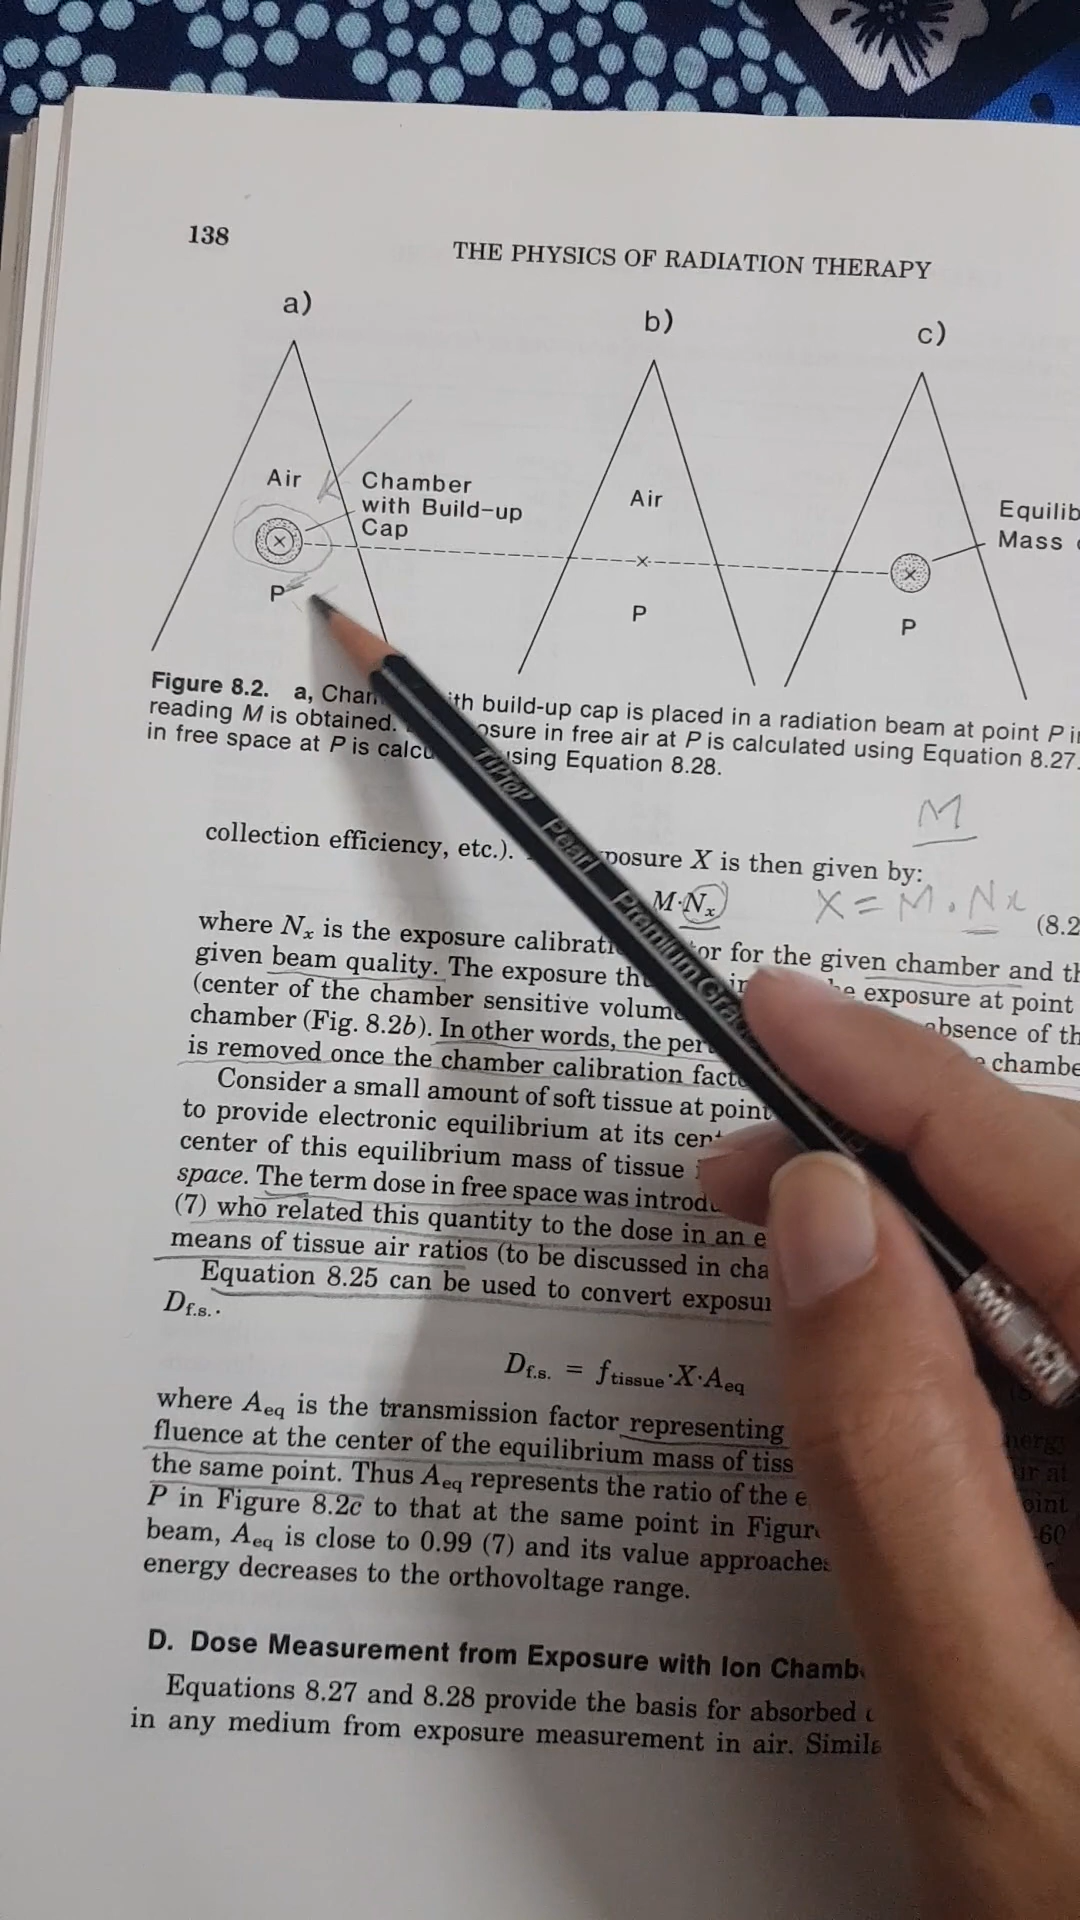 138
THE PHYSICS OF RADIATION THERAPY
a)
b)
c)
Air
Chamber
with Build-up
Cap
P
Air
P
Equilib
Mass
P
Figure 8.2. a, Cham ith build-up cap is placed in a radiation beam at point P i
reading M is obtained. osure in free air at P is calculated using Equation 8.27.
in free space at P is calcu using Equation 8.28.
M
collection efficiency, etc.). posure X is then given by:
M·Nx X = M . Nx (8.2
where Nx is the exposure calibrati or for the given chamber and th
given beam quality. The exposure th in e exposure at point
(center of the chamber sensitive volume absence of th
chamber (Fig. 8.2b). In other words, the per chambe
is removed once the chamber calibration fact
Consider a small amount of soft tissue at point
to provide electronic equilibrium at its cen
center of this equilibrium mass of tissue
space. The term dose in free space was introdu
(7) who related this quantity to the dose in an e
means of tissue air ratios (to be discussed in cha
Equation 8.25 can be used to convert exposu
Df.s..
Df.s. = ftissue·X·Aeq
where Aeq is the transmission factor representing
fluence at the center of the equilibrium mass of tiss
the same point. Thus Aeq represents the ratio of the e
P in Figure 8.2c to that at the same point in Figur
beam, Aeq is close to 0.99 (7) and its value approaches
energy decreases to the orthovoltage range.
D. Dose Measurement from Exposure with Ion Chamb
Equations 8.27 and 8.28 provide the basis for absorbed
in any medium from exposure measurement in air. Simila
TIPTOP Pearl Premium Grad